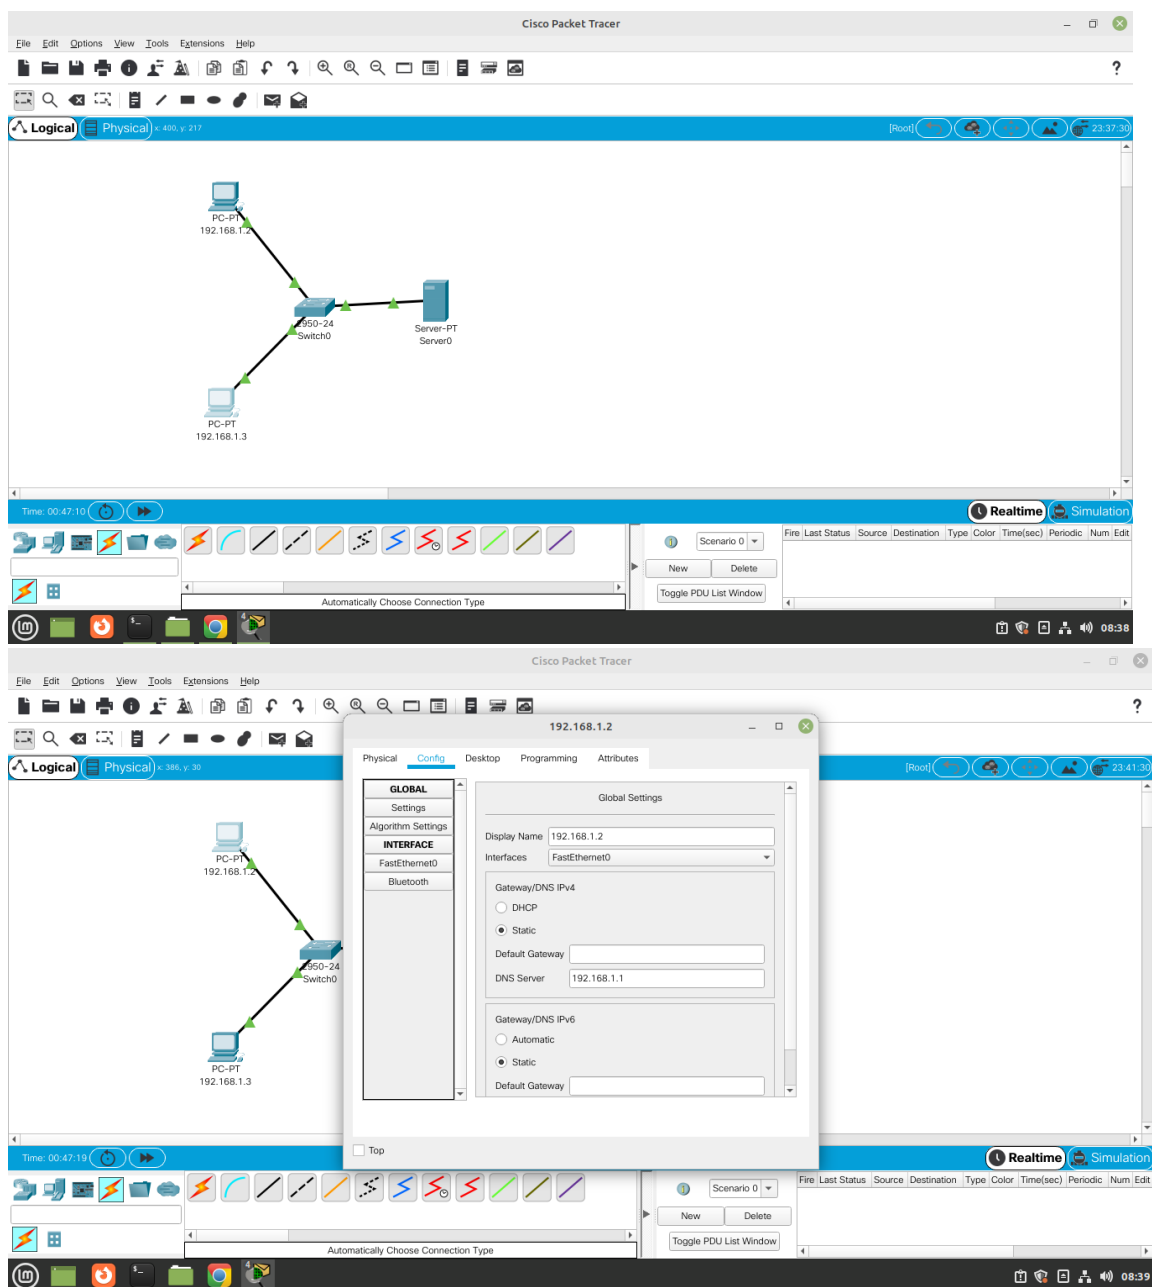 Cisco Packet Tracer
File Edit Options View Tools Extensions Help
?
Logical Physical x: 400, y: 217 [Root] 23:37:30
PC-PT
192.168.1.2
2950-24
Switch0
Server-PT
Server0
PC-PT
192.168.1.3
Time: 00:47:10 Realtime Simulation
Scenario 0
Fire Last Status Source Destination Type Color Time(sec) Periodic Num Edit
New Delete
Toggle PDU List Window
Automatically Choose Connection Type
4
08:38
Cisco Packet Tracer
File Edit Options View Tools Extensions Help
?
192.168.1.2
Logical Physical x: 386, y: 30 [Root] 23:41:30
Physical Config Desktop Programming Attributes
GLOBAL
Settings
Algorithm Settings
INTERFACE
FastEthernet0
Bluetooth
Global Settings
Display Name 192.168.1.2
Interfaces FastEthernet0
Gateway/DNS IPv4
DHCP
Static
Default Gateway
DNS Server 192.168.1.1
Gateway/DNS IPv6
Automatic
Static
Default Gateway
Top
PC-PT
192.168.1.2
2950-24
Switch0
PC-PT
192.168.1.3
Time: 00:47:19 Realtime Simulation
Scenario 0
Fire Last Status Source Destination Type Color Time(sec) Periodic Num Edit
New Delete
Toggle PDU List Window
Automatically Choose Connection Type
4
08:39